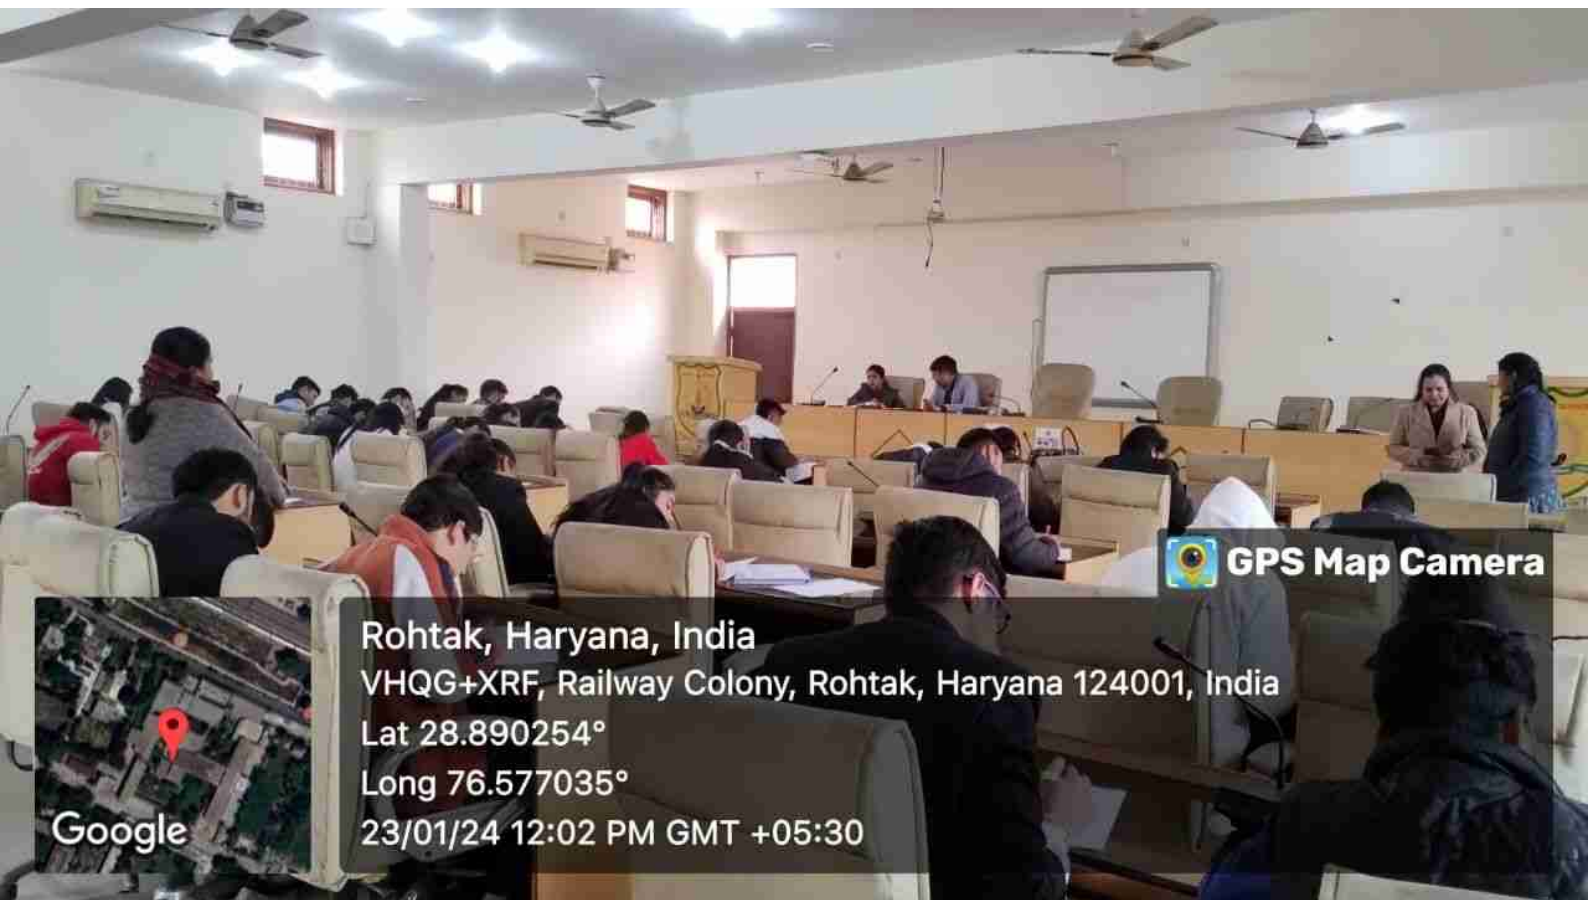 GPS Map Camera
Rohtak, Haryana, India
VHQG+XRF, Railway Colony, Rohtak, Haryana 124001, India
Lat 28.890254°
Long 76.577035°
23/01/24 12:02 PM GMT +05:30
Google